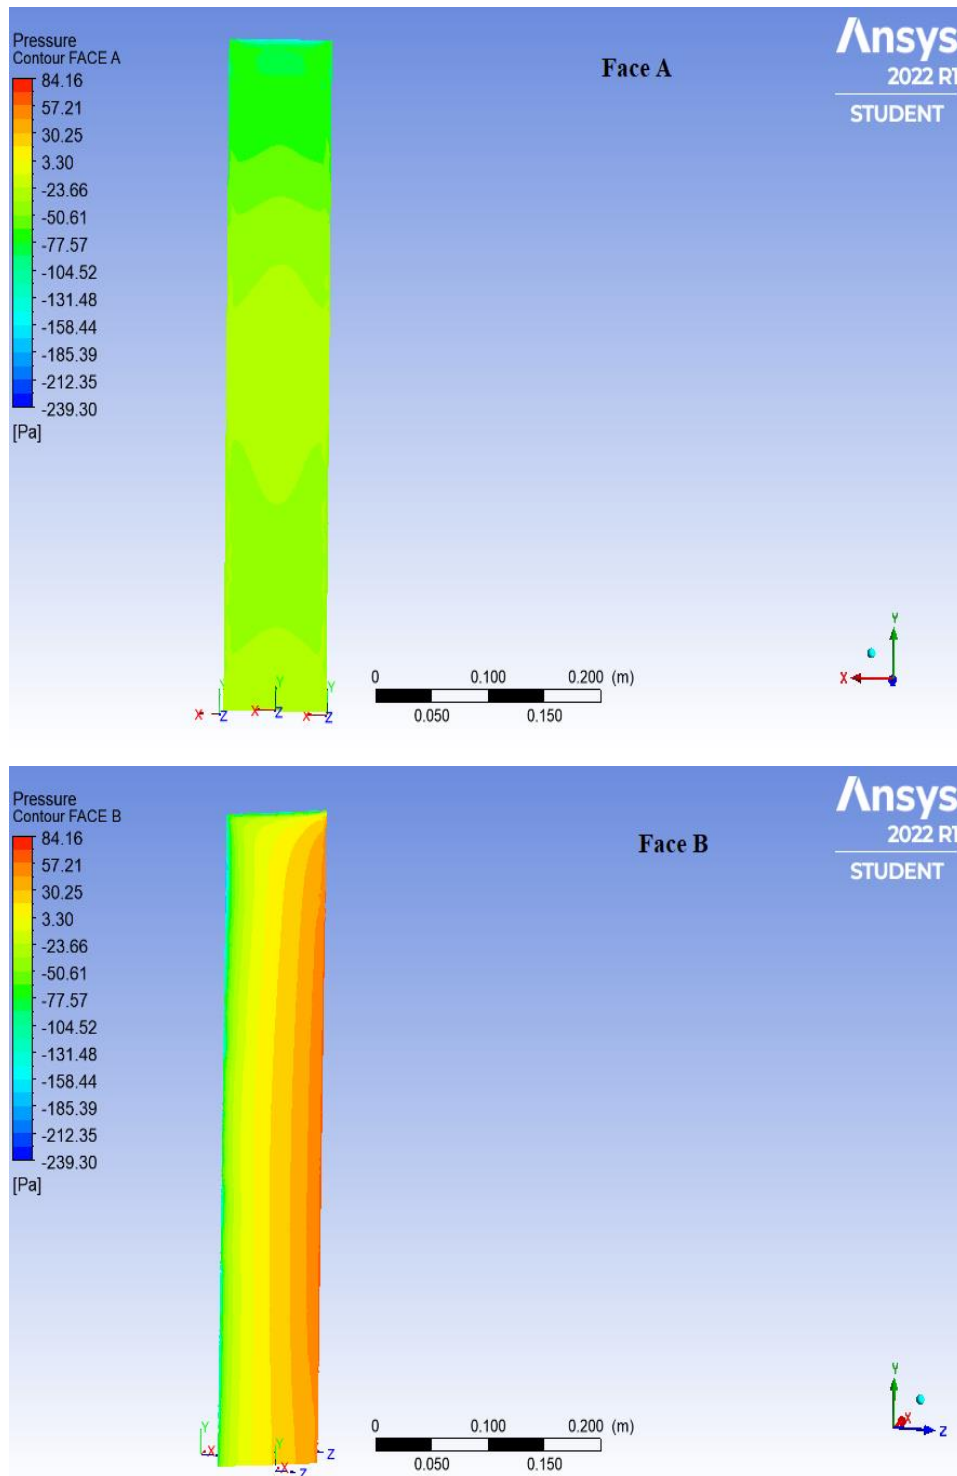 Pressure
Contour FACE A
84.16
57.21
30.25
3.30
-23.66
-50.61
-77.57
-104.52
-131.48
-158.44
-185.39
-212.35
-239.30
[Pa]
Face A
Ansys
2022 R1
STUDENT
Y Y Y
X Z X Z X Z
0 0.100 0.200 (m)
0.050 0.150
Y
X
Pressure
Contour FACE B
84.16
57.21
30.25
3.30
-23.66
-50.61
-77.57
-104.52
-131.48
-158.44
-185.39
-212.35
-239.30
[Pa]
Face B
Ansys
2022 R1
STUDENT
Y Y
X Z
X Z
0 0.100 0.200 (m)
0.050 0.150
Y
X
Z